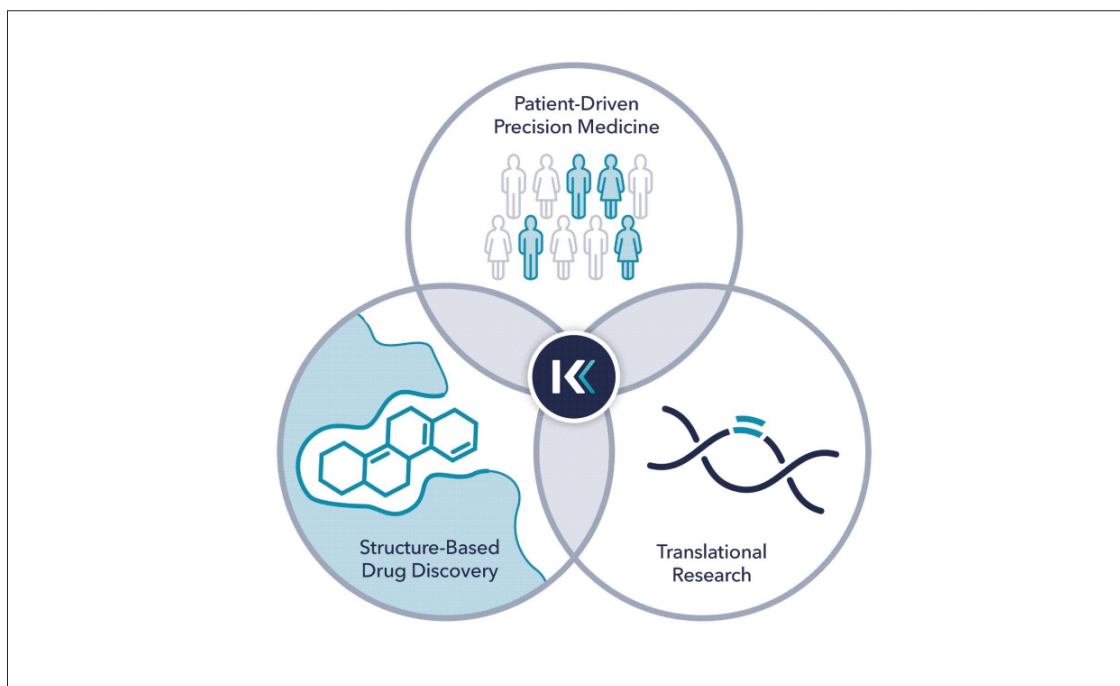 Patient-Driven
Precision Medicine
K
Structure-Based
Drug Discovery
Translational
Research